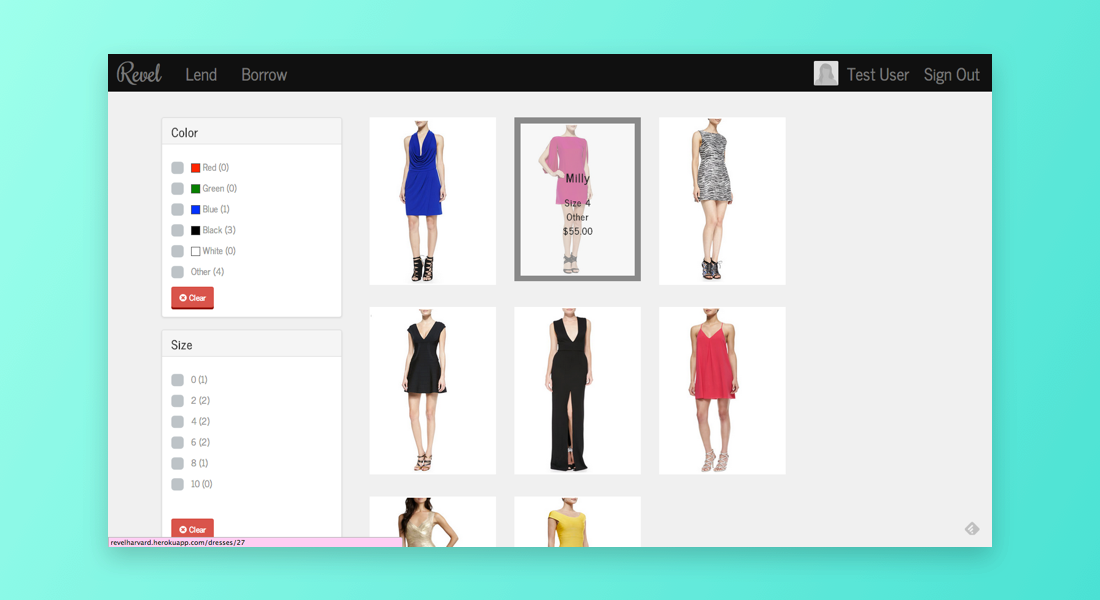 Revel Lend Borrow Test User Sign Out
Color
Red (0)
Green (0)
Blue (1)
Black (3)
White (0)
Other (4)
Clear
Size
0 (1)
2 (2)
4 (2)
6 (2)
8 (1)
10 (0)
Clear
Milly
Size 4
Other
$55.00
revelharvard.herokuapp.com/dresses/27